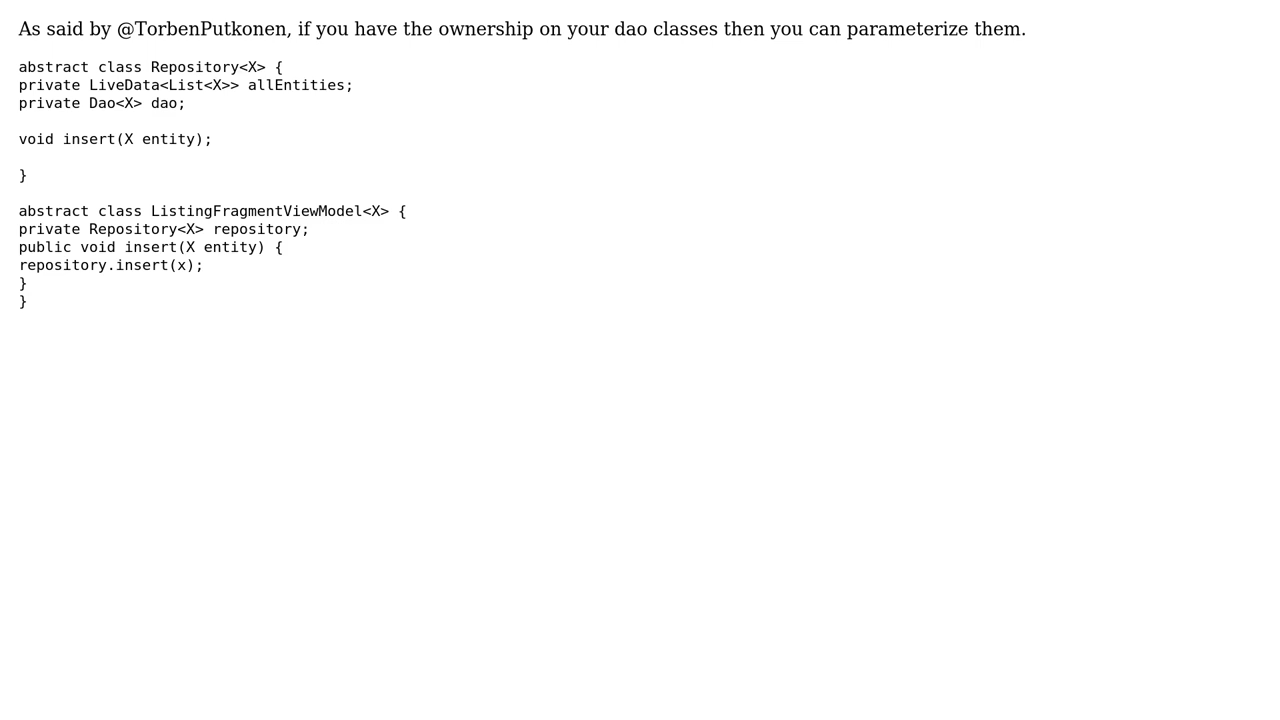 As said by @TorbenPutkonen, if you have the ownership on your dao classes then you can parameterize them.
abstract class Repository<X> {
private LiveData<List<X>> allEntities;
private Dao<X> dao;
void insert(X entity);
}
abstract class ListingFragmentViewModel<X> {
private Repository<X> repository;
public void insert(X entity) {
repository.insert(x);
}
}